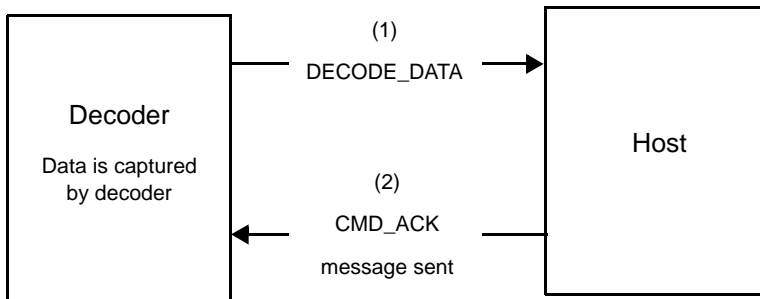 Decoder
Data is captured
by decoder
(1)
DECODE_DATA
(2)
CMD_ACK
message sent
Host